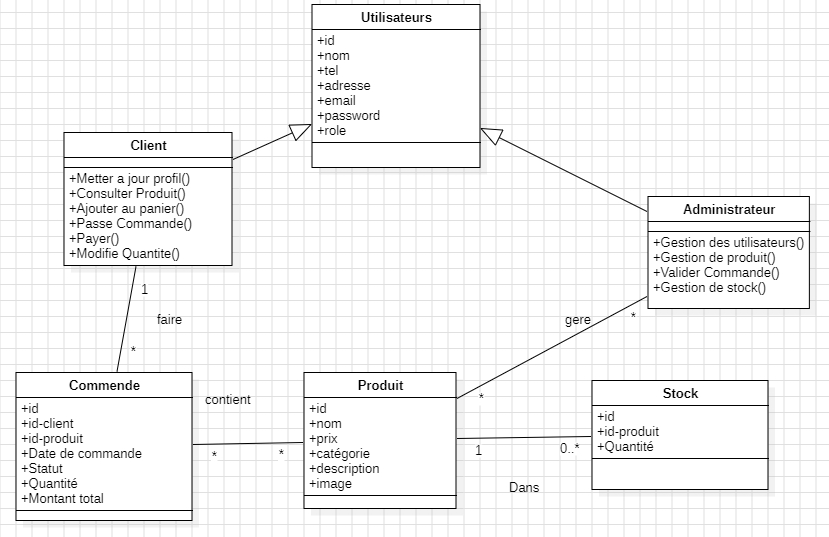 Utilisateurs
+id
+nom
+tel
+adresse
+email
+password
+role
Client
+Metter a jour profil()
+Consulter Produit()
+Ajouter au panier()
+Passe Commande()
+Payer()
+Modifie Quantite()
Administrateur
+Gestion des utilisateurs()
+Gestion de produit()
+Valider Commande()
+Gestion de stock()
1
faire
*
gere
*
*
Commende
+id
+id-client
+id-produit
+Date de commande
+Statut
+Quantité
+Montant total
contient
*
*
Produit
+id
+nom
+prix
+catégorie
+description
+image
1
0..*
Dans
Stock
+id
+id-produit
+Quantité